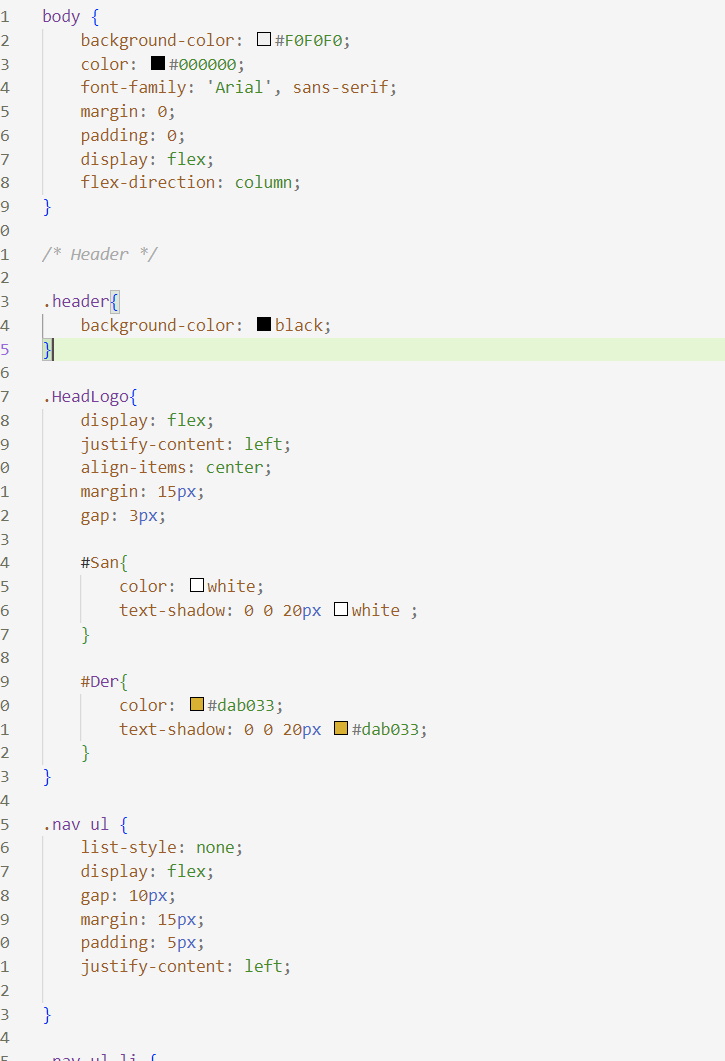 1 body {
2 background-color: #F0F0F0;
3 color: #000000;
4 font-family: 'Arial', sans-serif;
5 margin: 0;
6 padding: 0;
7 display: flex;
8 flex-direction: column;
9 }
0
1 /* Header */
2
3 .header{
4 background-color: black;
5 }
6
7 .HeadLogo{
8 display: flex;
9 justify-content: left;
0 align-items: center;
1 margin: 15px;
2 gap: 3px;
3
4 #San{
5 color: white;
6 text-shadow: 0 0 20px white ;
7 }
8
9 #Der{
0 color: #dab033;
1 text-shadow: 0 0 20px #dab033;
2 }
3 }
4
5 .nav ul {
6 list-style: none;
7 display: flex;
8 gap: 10px;
9 margin: 15px;
0 padding: 5px;
1 justify-content: left;
2
3 }
4
5 .nav ul li {